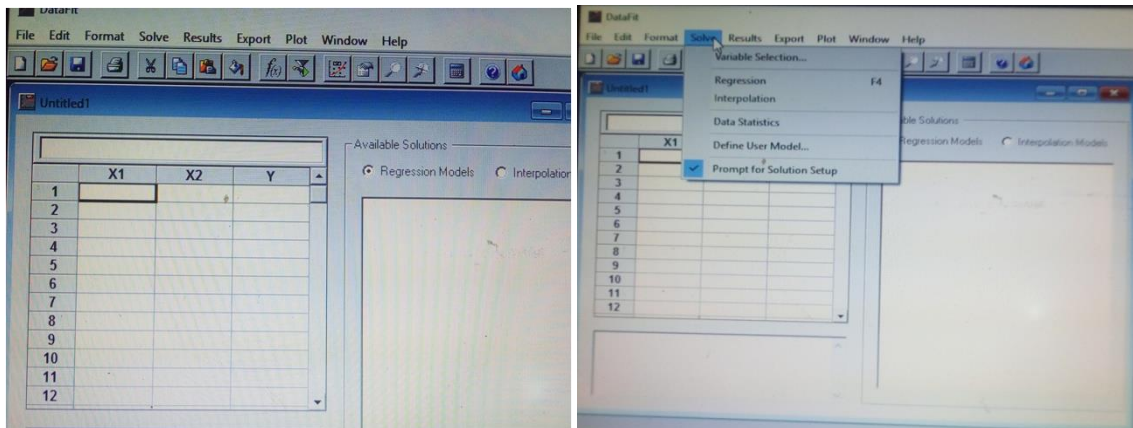 DataFit
File Edit Format Solve Results Export Plot Window Help
Untitled1
Available Solutions
Regression Models Interpolation
X1 X2 Y
1
2
3
4
5
6
7
8
9
10
11
12
DataFit
File Edit Format Solve Results Export Plot Window Help
Variable Selection...
Regression F4
Interpolation
Data Statistics
Define User Model...
Prompt for Solution Setup
Untitled1
ble Solutions
Regression Models Interpolation Models
X1
1
2
3
4
5
6
7
8
9
10
11
12